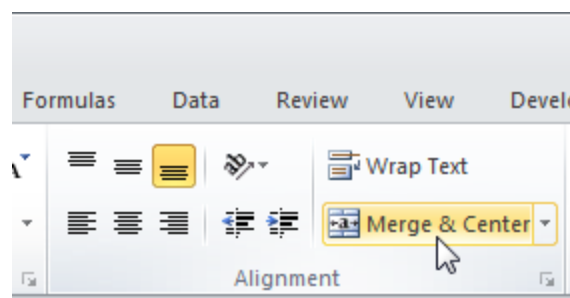 Formulas Data Review View Devel
Wrap Text
Merge & Center
Alignment